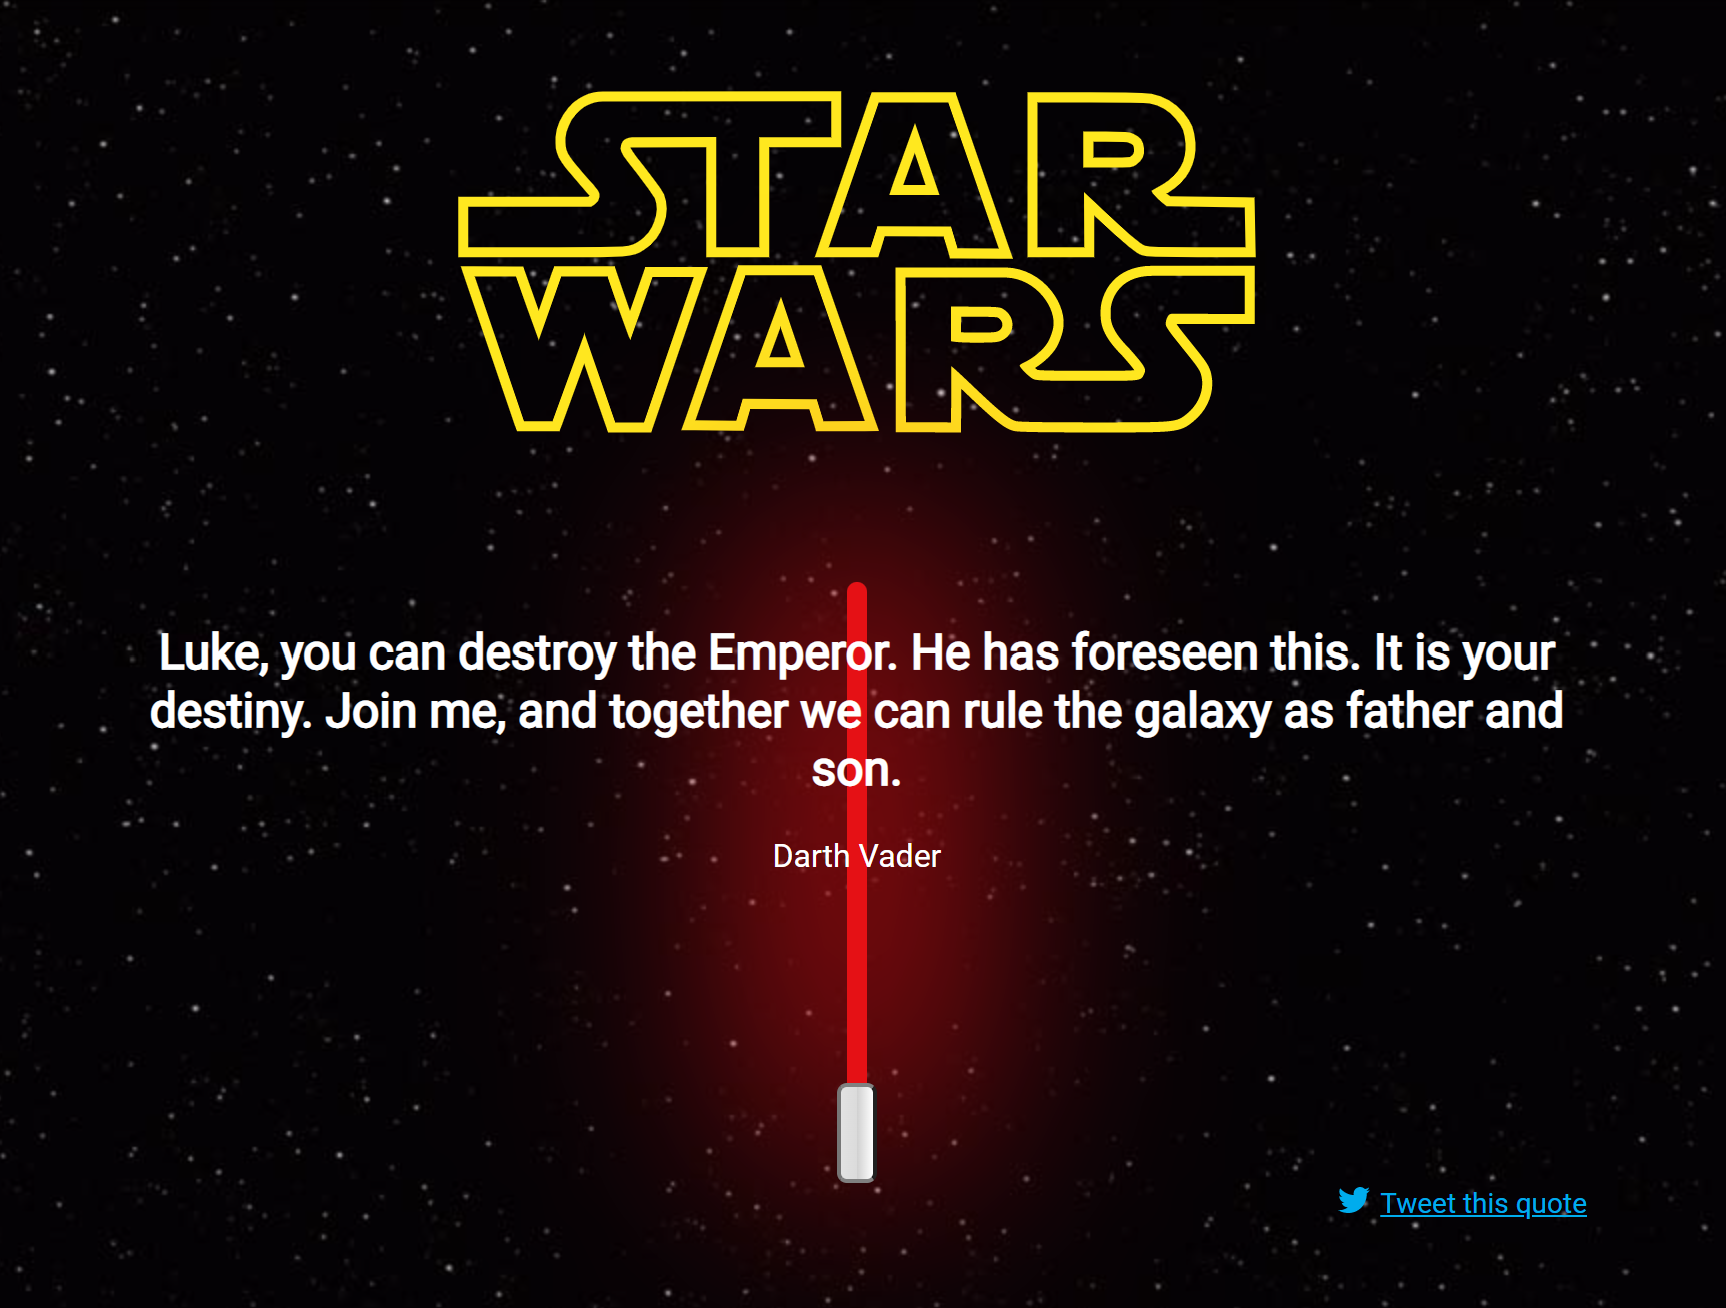 STAR
WARS
Luke, you can destroy the Emperor. He has foreseen this. It is your
destiny. Join me, and together we can rule the galaxy as father and
son.
Darth Vader
Tweet this quote